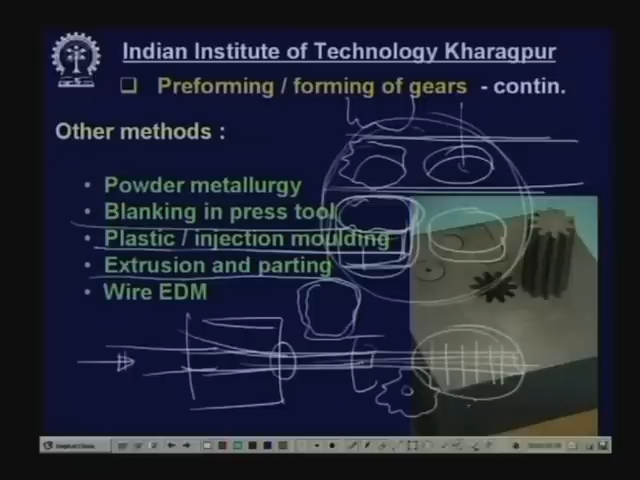 Indian Institute of Technology Kharagpur
Preforming / forming of gears - contin.
Other methods :
Powder metallurgy
Blanking in press tool
Plastic / injection moulding
Extrusion and parting
Wire EDM